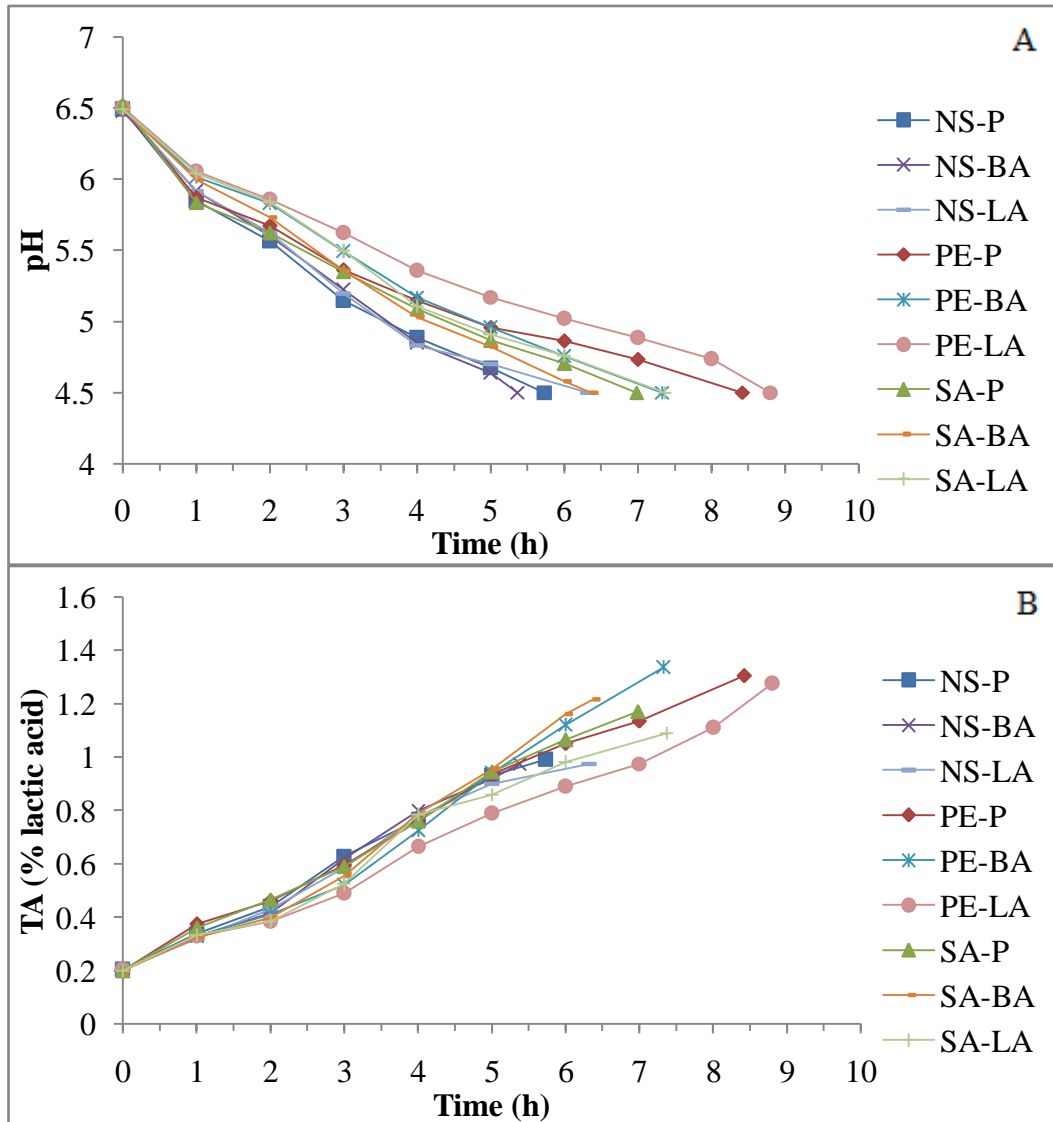 A
7
6.5
6
5.5
5
4.5
4
pH
0 1 2 3 4 5 6 7 8 9 10
Time (h)
NS-P
NS-BA
NS-LA
PE-P
PE-BA
PE-LA
SA-P
SA-BA
SA-LA
B
1.6
1.4
1.2
1
0.8
0.6
0.4
0.2
0
TA (% lactic acid)
0 1 2 3 4 5 6 7 8 9 10
Time (h)
NS-P
NS-BA
NS-LA
PE-P
PE-BA
PE-LA
SA-P
SA-BA
SA-LA